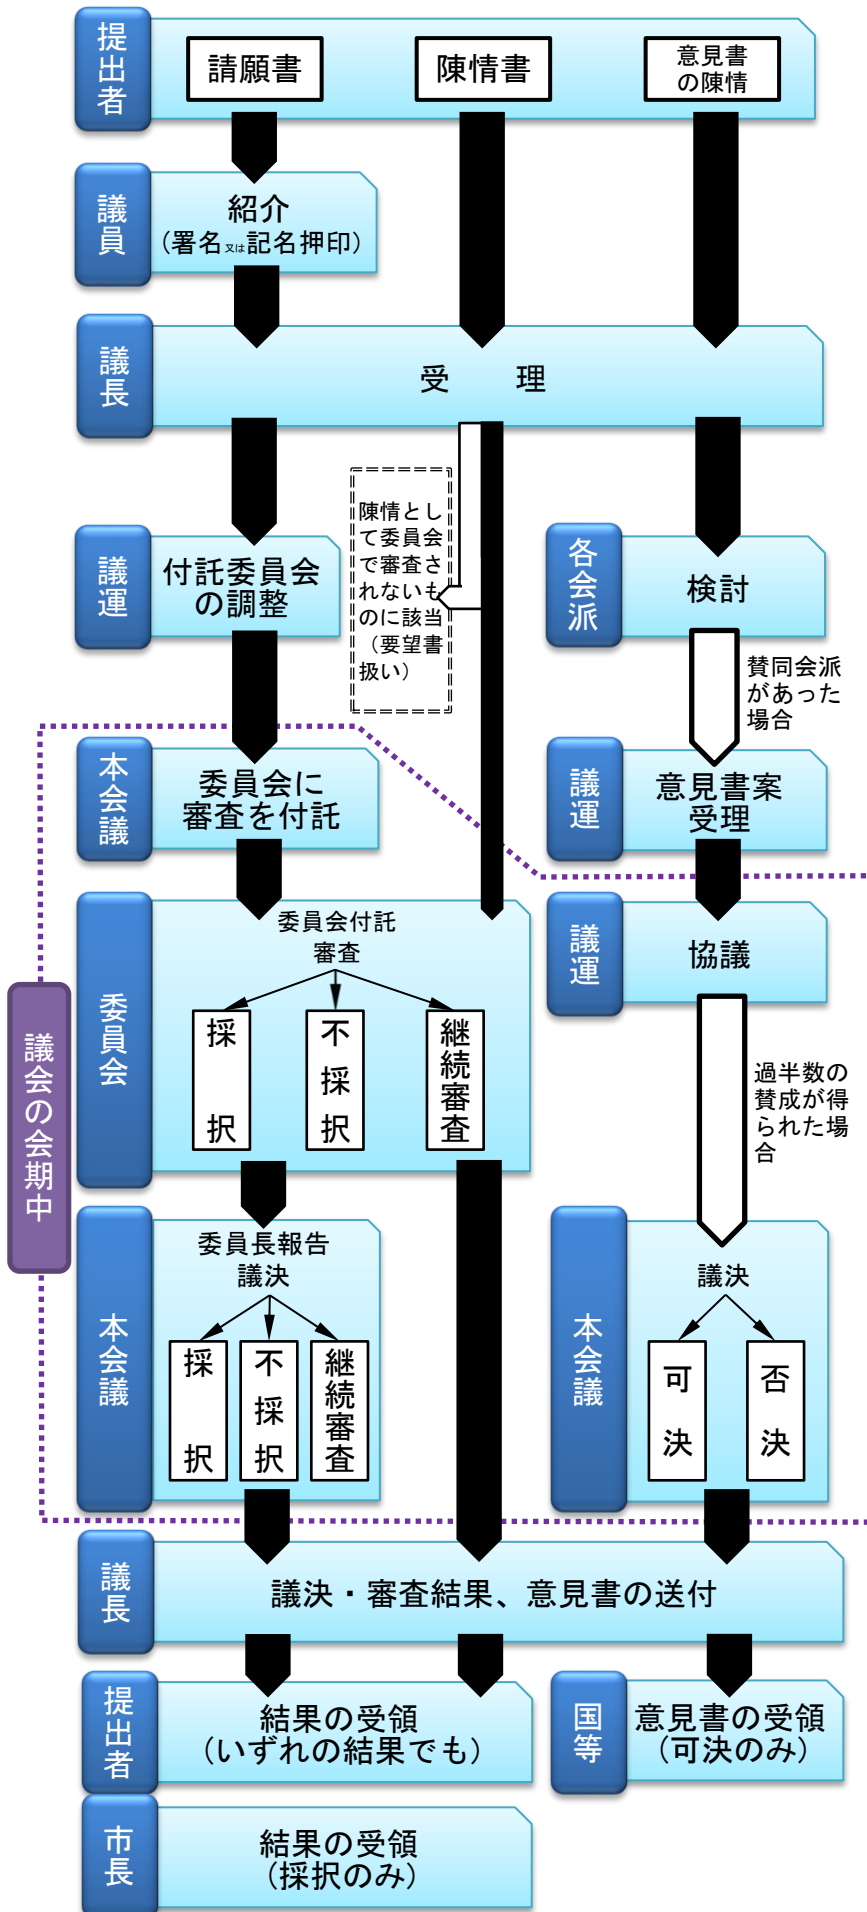 提出者
請願書
陳情書
意見書
の陳情
議員
紹介
（署名又は記名押印）
議長
受　　理
陳情とし
て委員会
で審査さ
れないも
のに該当
（要望書
扱い）
議運
付託委員会
の調整
各会派
検討
賛同会派
があった
場合
本会議
委員会に
審査を付託
議運
意見書案
受理
議会の会期中
委員会
委員会付託
審査
採択
不採択
継続審査
議運
協議
過半数の
賛成が得
られた場
合
本会議
委員長報告
議決
採択
不採択
継続審査
本会議
議決
可決
否決
議長
議決・審査結果、意見書の送付
提出者
結果の受領
（いずれの結果でも）
国等
意見書の受領
（可決のみ）
市長
結果の受領
（採択のみ）